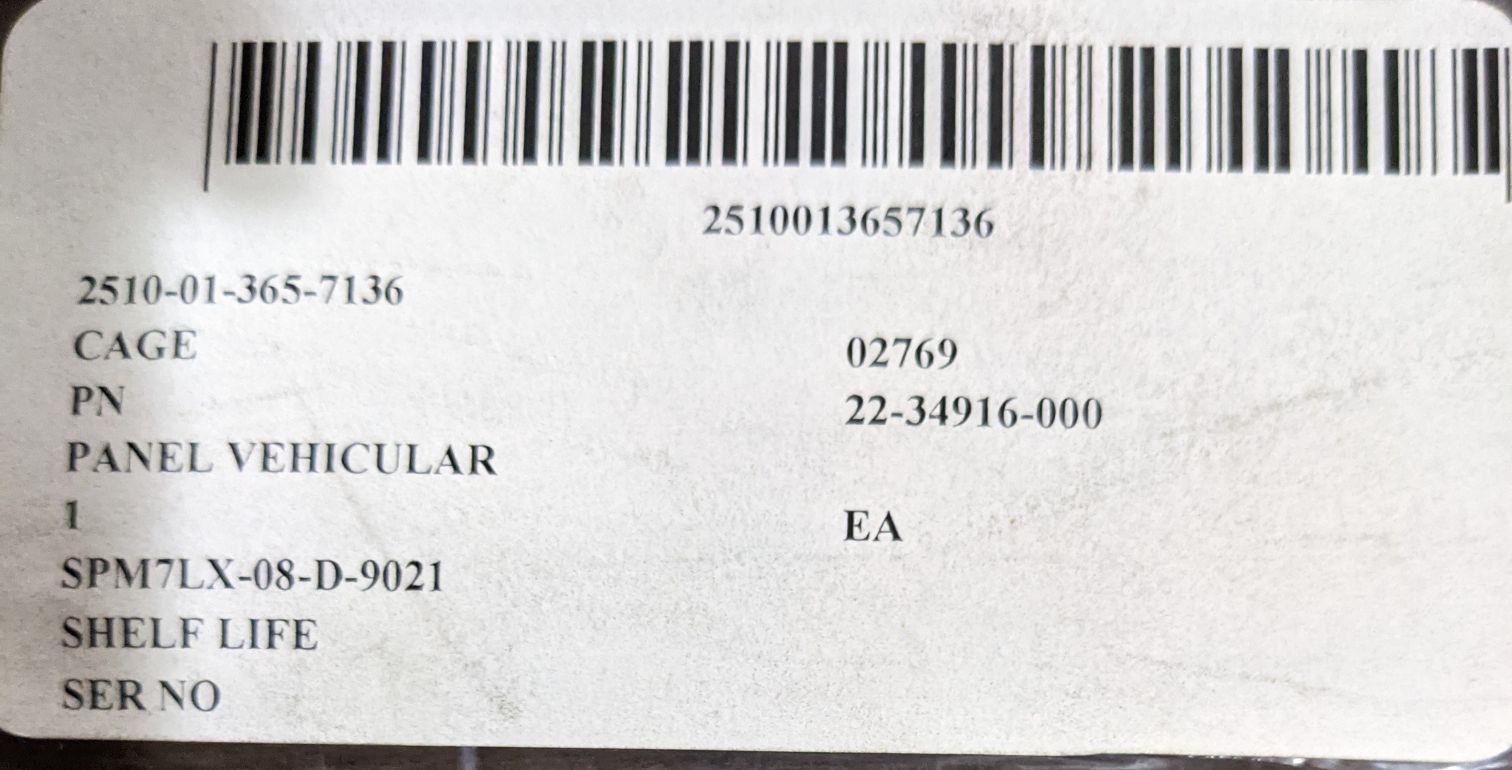 2510013657136
2510-01-365-7136
CAGE 02769
PN 22-34916-000
PANEL VEHICULAR
1 EA
SPM7LX-08-D-9021
SHELF LIFE
SER NO